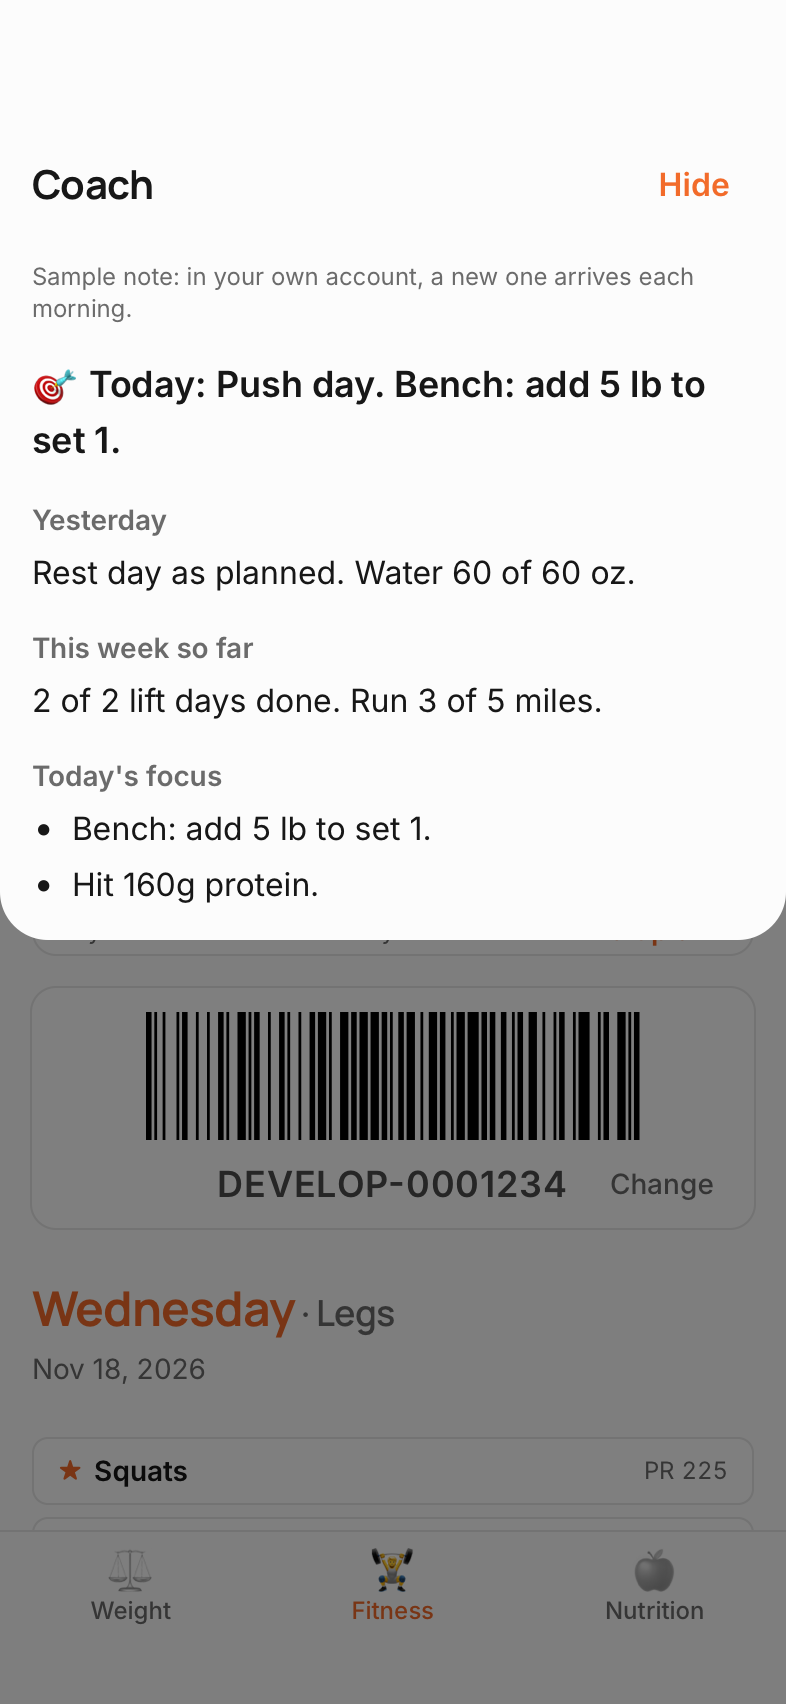 Coach
Hide
Sample note: in your own account, a new one arrives each
morning.
🎯 Today: Push day. Bench: add 5 lb to
set 1.
Yesterday
Rest day as planned. Water 60 of 60 oz.
This week so far
2 of 2 lift days done. Run 3 of 5 miles.
Today's focus
• Bench: add 5 lb to set 1.
• Hit 160g protein.
DEVELOP-0001234
Change
Wednesday · Legs
Nov 18, 2026
★ Squats
PR 225
Weight
Fitness
Nutrition